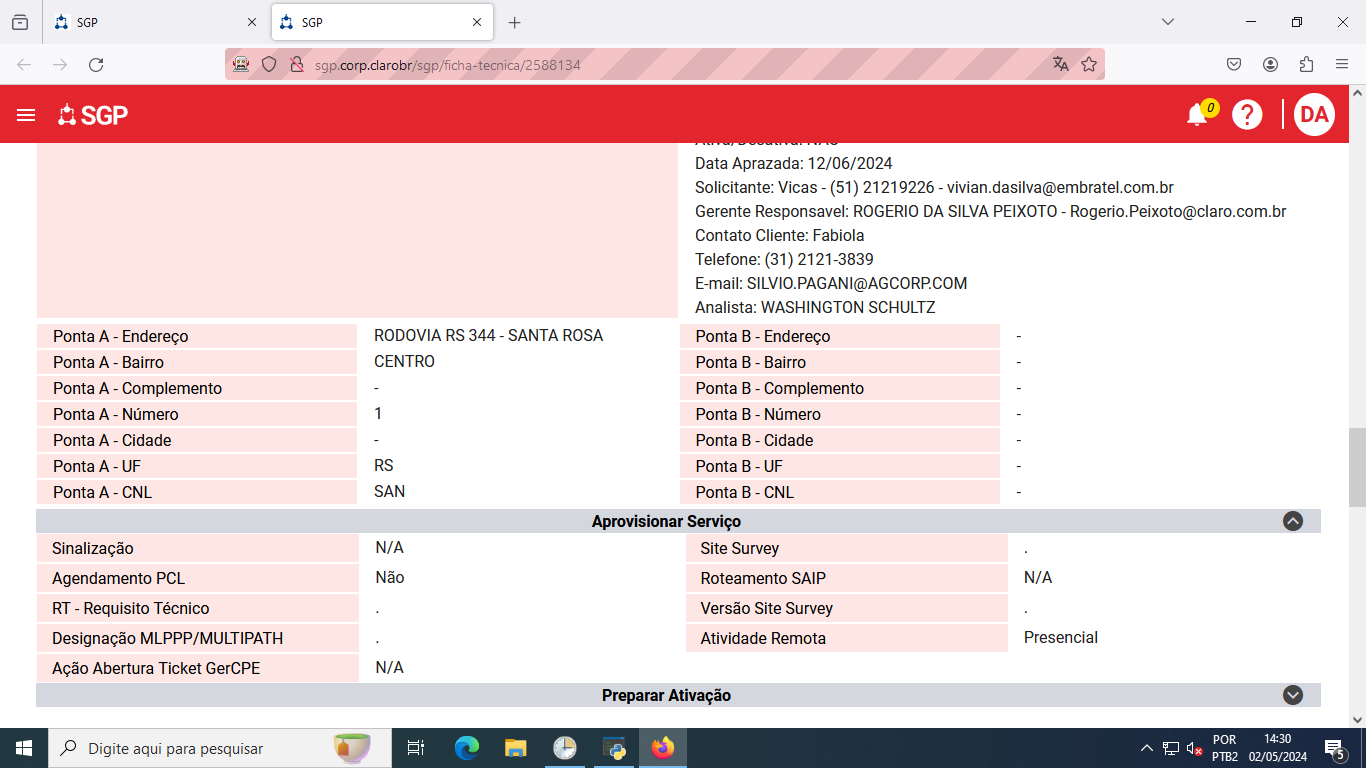 SGP
SGP
sgp.corp.clarobr/sgp/ficha-tecnica/2588134
SGP
0
?
DA
Ativa/Desativa: NAO
Data Aprazada: 12/06/2024
Solicitante: Vicas - (51) 21219226 - vivian.dasilva@embratel.com.br
Gerente Responsavel: ROGERIO DA SILVA PEIXOTO - Rogerio.Peixoto@claro.com.br
Contato Cliente: Fabiola
Telefone: (31) 2121-3839
E-mail: SILVIO.PAGANI@AGCORP.COM
Analista: WASHINGTON SCHULTZ
Ponta A - Endereço RODOVIA RS 344 - SANTA ROSA Ponta B - Endereço -
Ponta A - Bairro CENTRO Ponta B - Bairro -
Ponta A - Complemento - Ponta B - Complemento -
Ponta A - Número 1 Ponta B - Número -
Ponta A - Cidade - Ponta B - Cidade -
Ponta A - UF RS Ponta B - UF -
Ponta A - CNL SAN Ponta B - CNL -
Aprovisionar Serviço
Sinalização N/A Site Survey .
Agendamento PCL Não Roteamento SAIP N/A
RT - Requisito Técnico . Versão Site Survey .
Designação MLPPP/MULTIPATH . Atividade Remota Presencial
Ação Abertura Ticket GerCPE N/A
Preparar Ativação
Digite aqui para pesquisar
POR
PTB2
14:30
02/05/2024
5